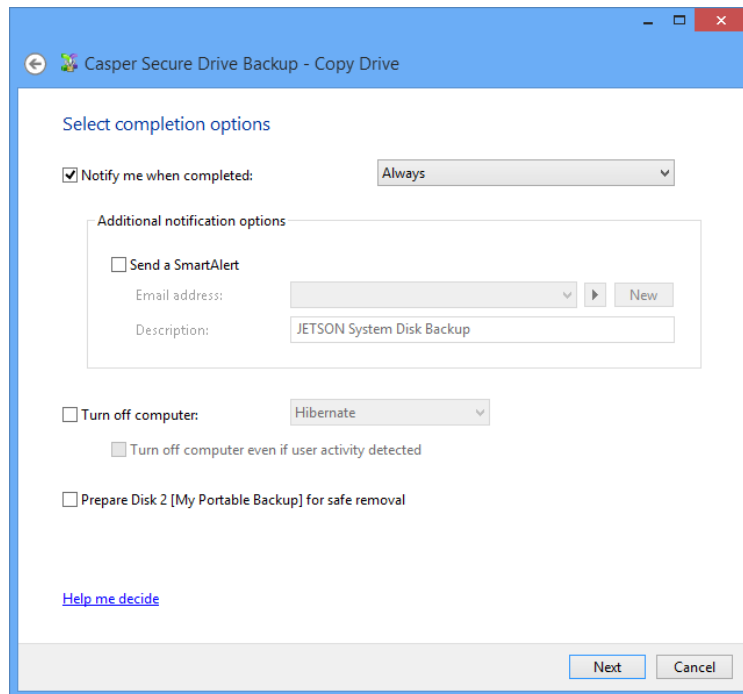 Casper Secure Drive Backup - Copy Drive
Select completion options
Notify me when completed: Always
Additional notification options
Send a SmartAlert
Email address: New
Description: JETSON System Disk Backup
Turn off computer: Hibernate
Turn off computer even if user activity detected
Prepare Disk 2 [My Portable Backup] for safe removal
Help me decide
Next Cancel